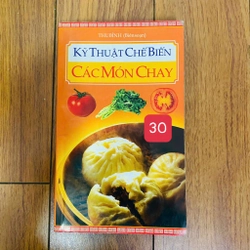 KỸ THUẬT CHẾ BIẾN
CÁC MÓN CHAY
30